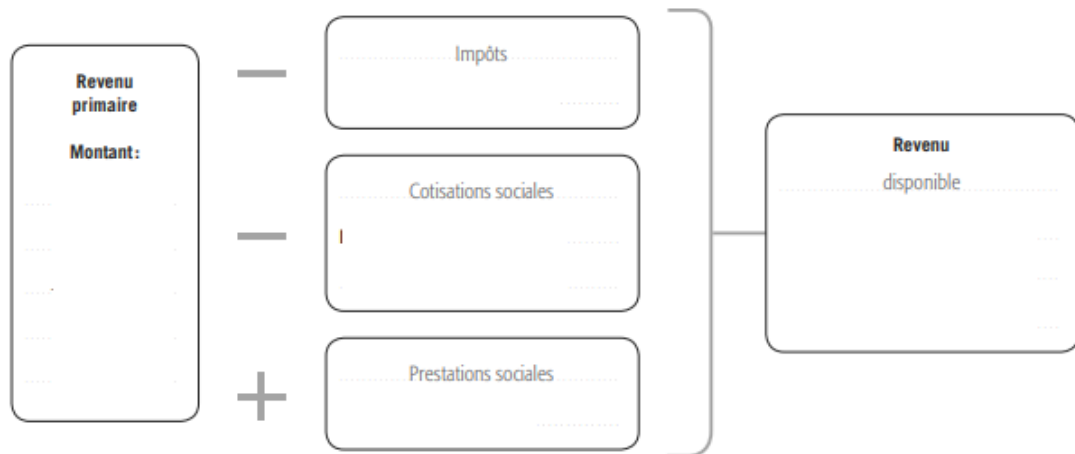 Revenu
primaire
Montant :
Impôts
Cotisations sociales
Prestations sociales
Revenu
disponible